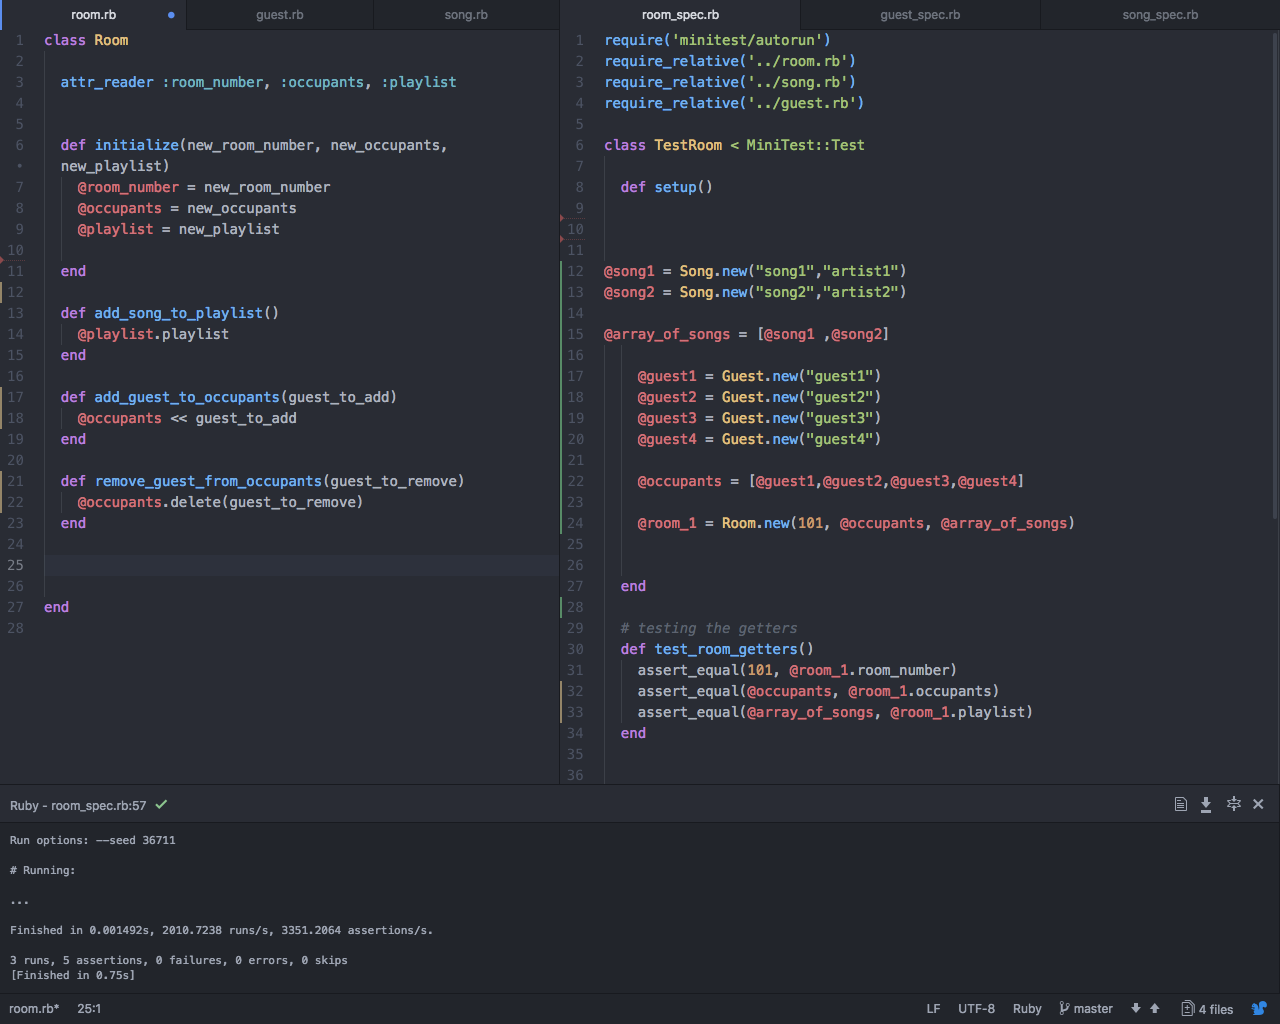 room.rb
guest.rb
song.rb
1 class Room
2
3 attr_reader :room_number, :occupants, :playlist
4
5
6 def initialize(new_room_number, new_occupants,
• new_playlist)
7 @room_number = new_room_number
8 @occupants = new_occupants
9 @playlist = new_playlist
10
11 end
12
13 def add_song_to_playlist()
14 @playlist.playlist
15 end
16
17 def add_guest_to_occupants(guest_to_add)
18 @occupants << guest_to_add
19 end
20
21 def remove_guest_from_occupants(guest_to_remove)
22 @occupants.delete(guest_to_remove)
23 end
24
25
26
27 end
28
room_spec.rb
guest_spec.rb
song_spec.rb
1 require('minitest/autorun')
2 require_relative('../room.rb')
3 require_relative('../song.rb')
4 require_relative('../guest.rb')
5
6 class TestRoom < MiniTest::Test
7
8 def setup()
9
10
11
12 @song1 = Song.new("song1","artist1")
13 @song2 = Song.new("song2","artist2")
14
15 @array_of_songs = [@song1 ,@song2]
16
17 @guest1 = Guest.new("guest1")
18 @guest2 = Guest.new("guest2")
19 @guest3 = Guest.new("guest3")
20 @guest4 = Guest.new("guest4")
21
22 @occupants = [@guest1,@guest2,@guest3,@guest4]
23
24 @room_1 = Room.new(101, @occupants, @array_of_songs)
25
26
27 end
28
29 # testing the getters
30 def test_room_getters()
31 assert_equal(101, @room_1.room_number)
32 assert_equal(@occupants, @room_1.occupants)
33 assert_equal(@array_of_songs, @room_1.playlist)
34 end
35
36
Ruby - room_spec.rb:57
Run options: --seed 36711
# Running:
...
Finished in 0.001492s, 2010.7238 runs/s, 3351.2064 assertions/s.
3 runs, 5 assertions, 0 failures, 0 errors, 0 skips
[Finished in 0.75s]
room.rb* 25:1 LF UTF-8 Ruby master 4 files